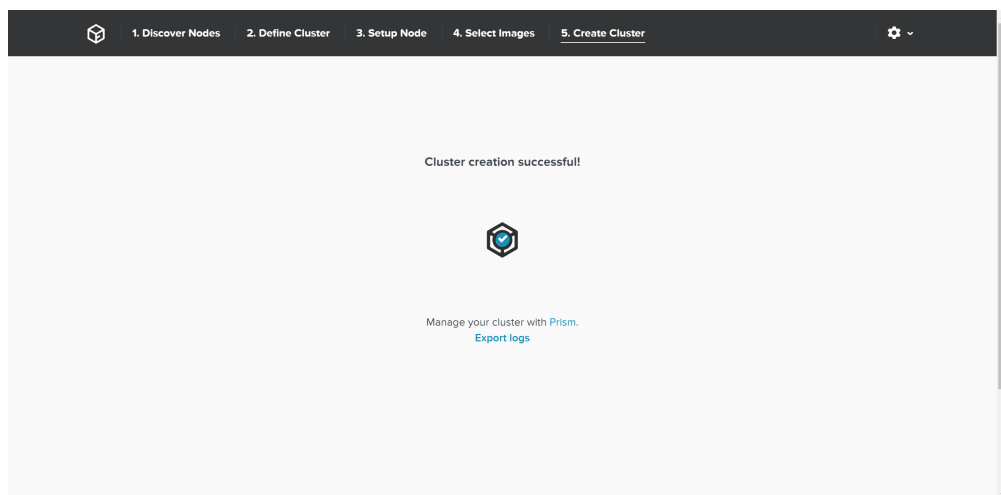 1. Discover Nodes 2. Define Cluster 3. Setup Node 4. Select Images 5. Create Cluster
Cluster creation successful!
Manage your cluster with Prism.
Export logs